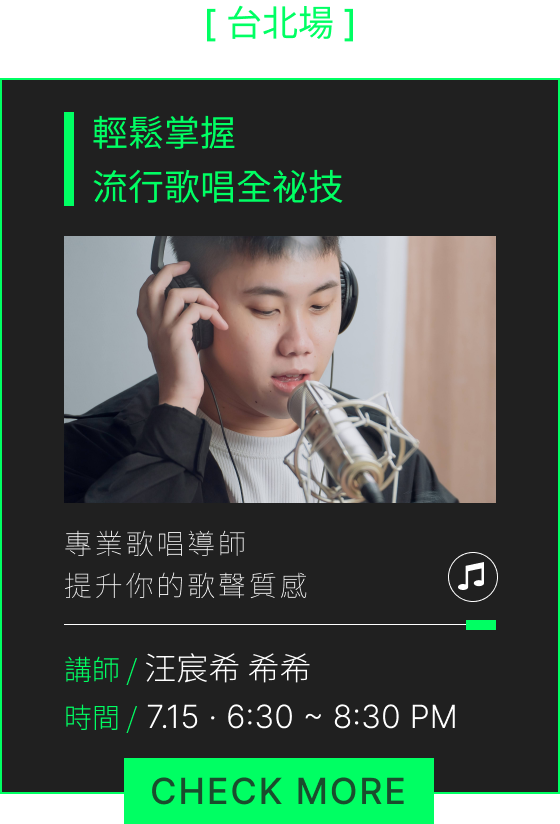 [ 台北場 ]
輕鬆掌握
流行歌唱全祕技
專業歌唱導師
提升你的歌聲質感
講師 / 汪宸希 希希
時間 / 7.15 · 6:30 ~ 8:30 PM
CHECK MORE